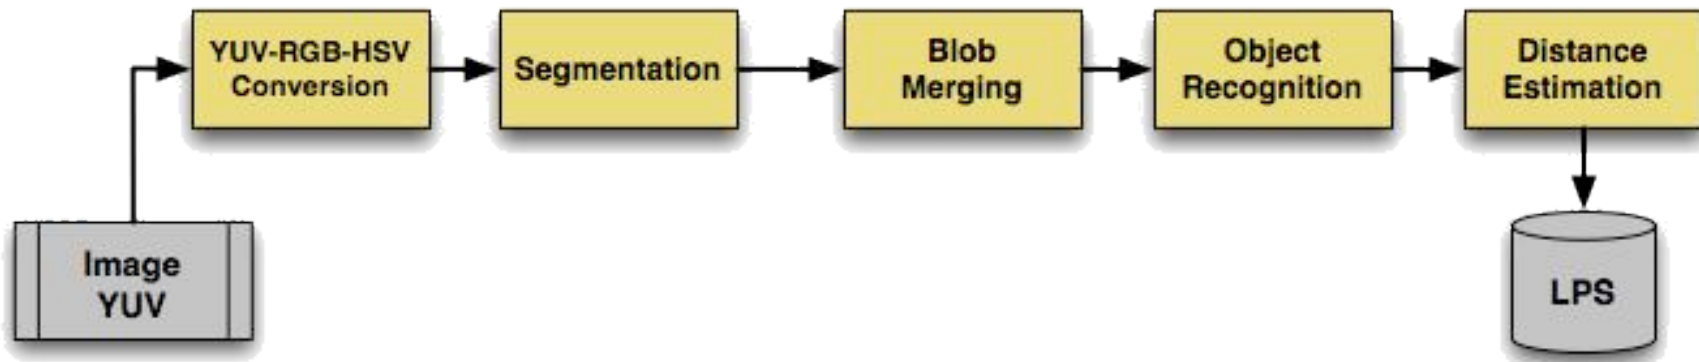 YUV-RGB-HSV
Conversion
Segmentation
Blob
Merging
Object
Recognition
Distance
Estimation
Image
YUV
LPS